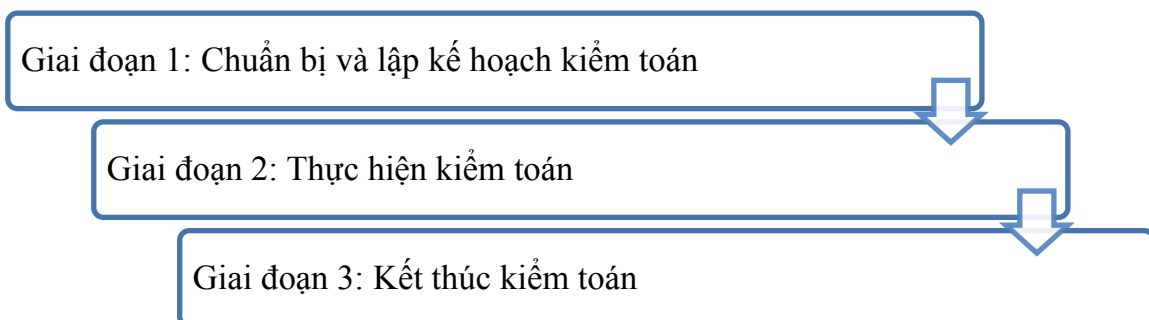 Giai đoạn 1: Chuẩn bị và lập kế hoạch kiểm toán
Giai đoạn 2: Thực hiện kiểm toán
Giai đoạn 3: Kết thúc kiểm toán